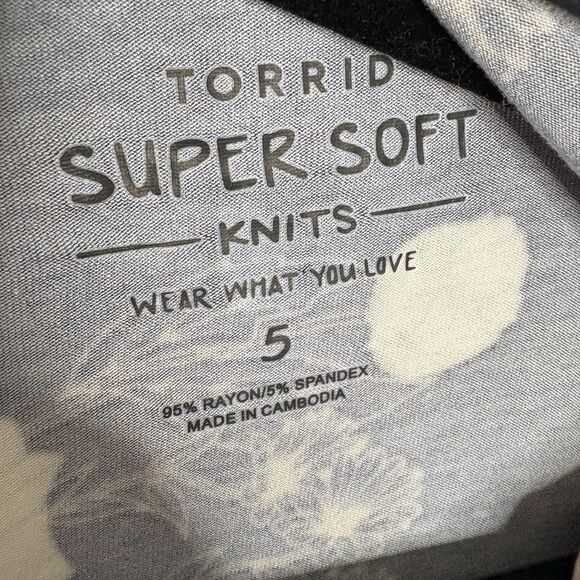 TORRID
SUPER SOFT
KNITS
WEAR WHAT YOU LOVE
5
95% RAYON/5% SPANDEX
MADE IN CAMBODIA